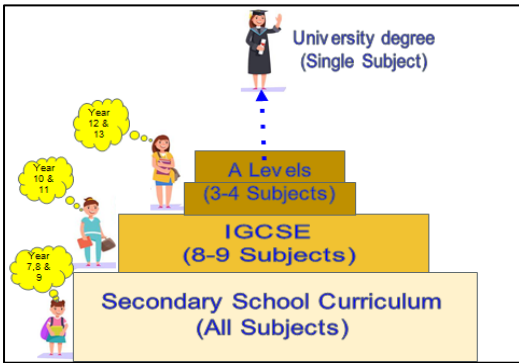 University degree
(Single Subject)
Year
12 &
13
A Levels
(3-4 Subjects)
Year
10 &
11
IGCSE
(8-9 Subjects)
Year
7,8 &
9
Secondary School Curriculum
(All Subjects)